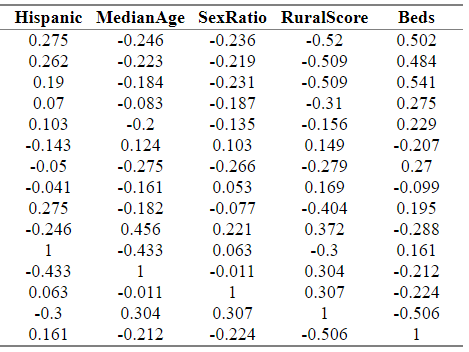 Hispanic MedianAge SexRatio RuralScore Beds
0.275 -0.246 -0.236 -0.52 0.502
0.262 -0.223 -0.219 -0.509 0.484
0.19 -0.184 -0.231 -0.509 0.541
0.07 -0.083 -0.187 -0.31 0.275
0.103 -0.2 -0.135 -0.156 0.229
-0.143 0.124 0.103 0.149 -0.207
-0.05 -0.275 -0.266 -0.279 0.27
-0.041 -0.161 0.053 0.169 -0.099
0.275 -0.182 -0.077 -0.404 0.195
-0.246 0.456 0.221 0.372 -0.288
1 -0.433 0.063 -0.3 0.161
-0.433 1 -0.011 0.304 -0.212
0.063 -0.011 1 0.307 -0.224
-0.3 0.304 0.307 1 -0.506
0.161 -0.212 -0.224 -0.506 1